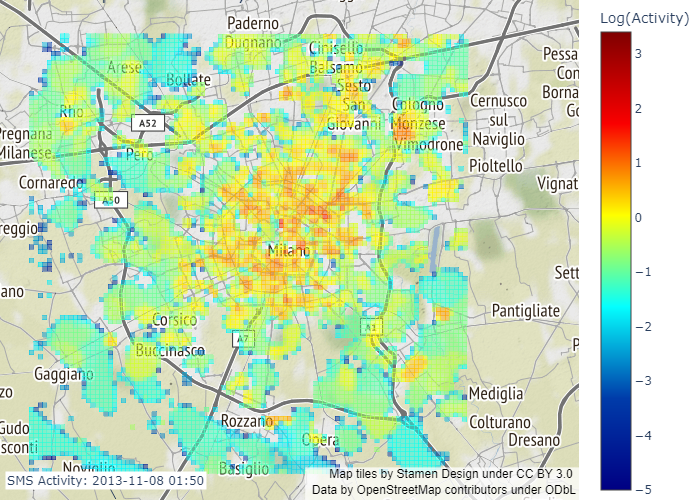 Log(Activity)
Paderno
Dugnano
Cinisello
Balsamo
Arese
Bollate
Sesto
San
Giovanni
Cologno
Monzese
Vimodrone
Cernusco
sul
Naviglio
Pessa
Con
Borna
Go
Rho
A52
Pregnana
Milanese
Pero
Pioltello
Cornaredo
A50
Vignat
reggio
Milano
Sett
ano
Corsico
A7
A1
Pantigliate
P
Buccinasco
Gaggiano
zo
Mediglia
Rozzano
Colturano
Dresano
Gudo
sconti
Opera
Noviglio
Basiglio
SMS Activity: 2013-11-08 01:50
Map tiles by Stamen Design under CC BY 3.0
Data by OpenStreetMap contributors under ODbL
3
2
1
0
−1
−2
−3
−4
−5